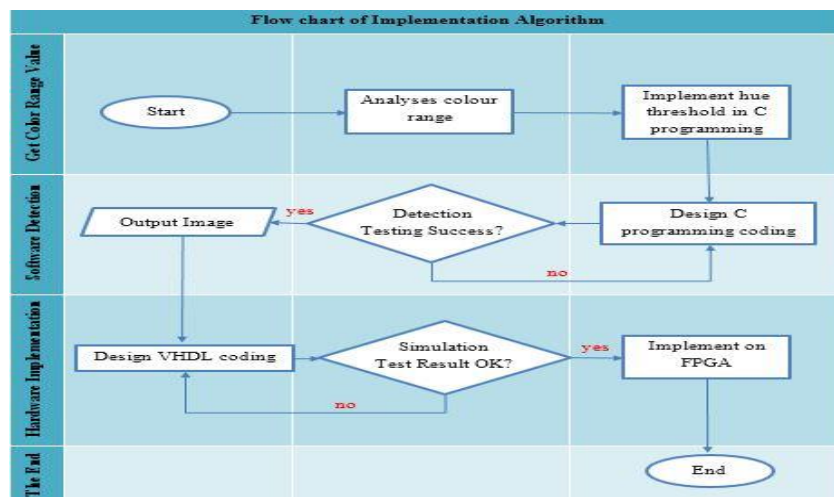 Flow chart of Implementation Algorithm
Get Color Range Value
Start
Analyses colour
range
Implement hue
threshold in C
programming
Software Detection
Output Image
yes
Detection
Testing Success?
Design C
programming coding
no
Hardware Implementation
Design VHDL coding
Simulation
Test Result OK?
yes
Implement on
FPGA
no
The End
End